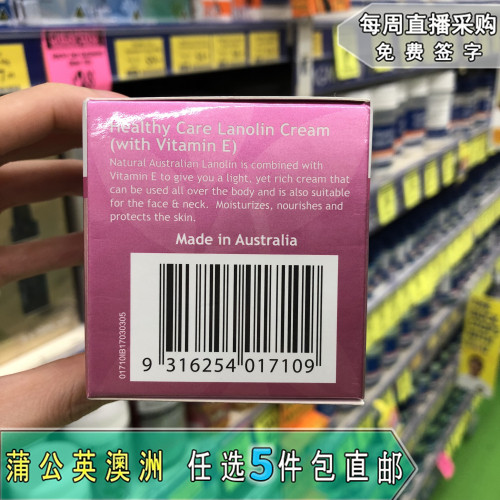 每周直播采购
免费签字
Healthy Care Lanolin Cream
(with Vitamin E)
Natural Australian Lanolin is combined with
Vitamin E to give you a light, yet rich cream that
can be used all over the body and is also suitable
for the face & neck. Moisturizes, nourishes and
protects the skin.
Made in Australia
01710IB17030305
9 316254 017109
蒲公英澳洲 任选5件包直邮